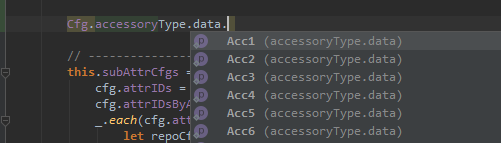 Cfg.accessoryType.data.
p Acc1 (accessoryType.data)
// ---------------
p Acc2 (accessoryType.data)
this.subAttrCfgs =
p Acc3 (accessoryType.data)
cfg.attrIDs =
p Acc4 (accessoryType.data)
cfg.attrIDsByA
p Acc5 (accessoryType.data)
_.each(cfg.att
p Acc6 (accessoryType.data)
let repoCf